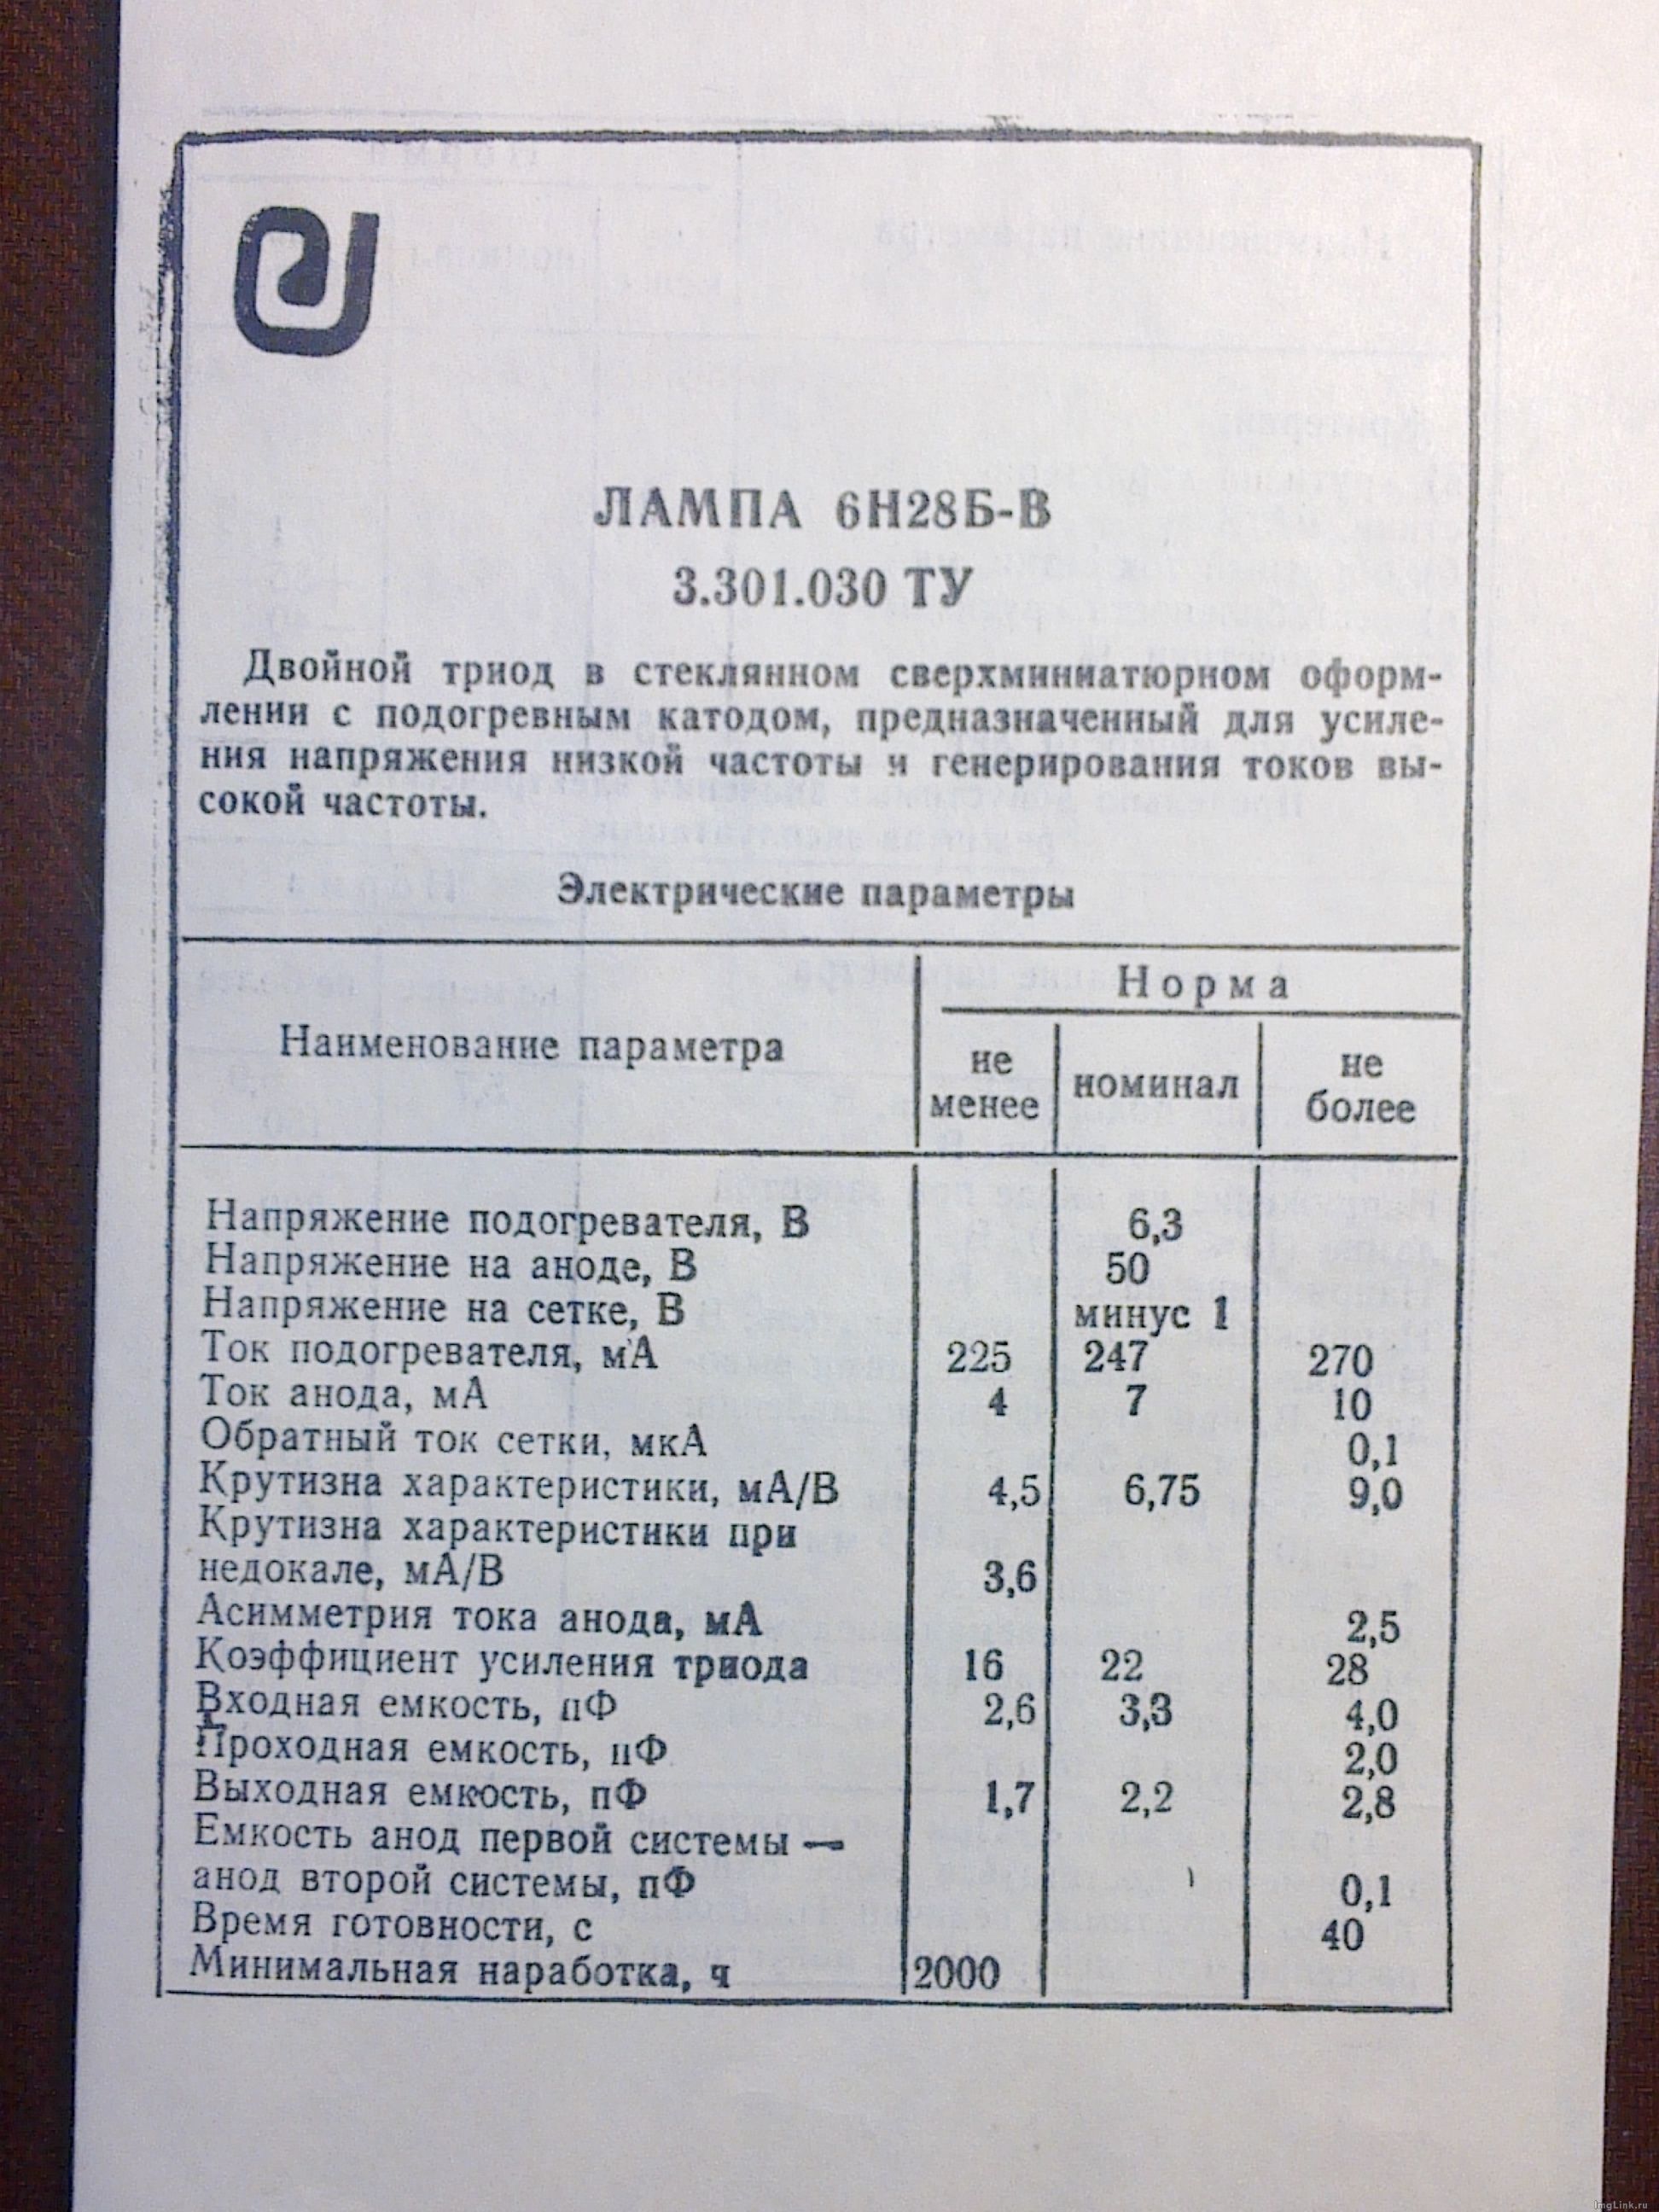 ЛАМПА 6Н28Б-В
3.301.030 ТУ
Двойной триод в стеклянном сверхминиатюрном оформ-
лении с подогревным катодом, предназначенный для усиле-
ния напряжения низкой частоты и генерирования токов вы-
сокой частоты.
Электрические параметры
Наименование параметра
Норма
не менее
номинал
не более
Напряжение подогревателя, В 6,3
Напряжение на аноде, В 50
Напряжение на сетке, В минус 1
Ток подогревателя, мА 225 247 270
Ток анода, мА 4 7 10
Обратный ток сетки, мкА 0,1
Крутизна характеристики, мА/В 4,5 6,75 9,0
Крутизна характеристики при
недокале, мА/В 3,6
Асимметрия тока анода, мА 2,5
Коэффициент усиления триода 16 22 28
Входная емкость, пФ 2,6 3,3 4,0
Проходная емкость, пФ 2,0
Выходная емкость, пФ 1,7 2,2 2,8
Емкость анод первой системы —
анод второй системы, пФ 0,1
Время готовности, с 40
Минимальная наработка, ч 2000
ImgLink.ru